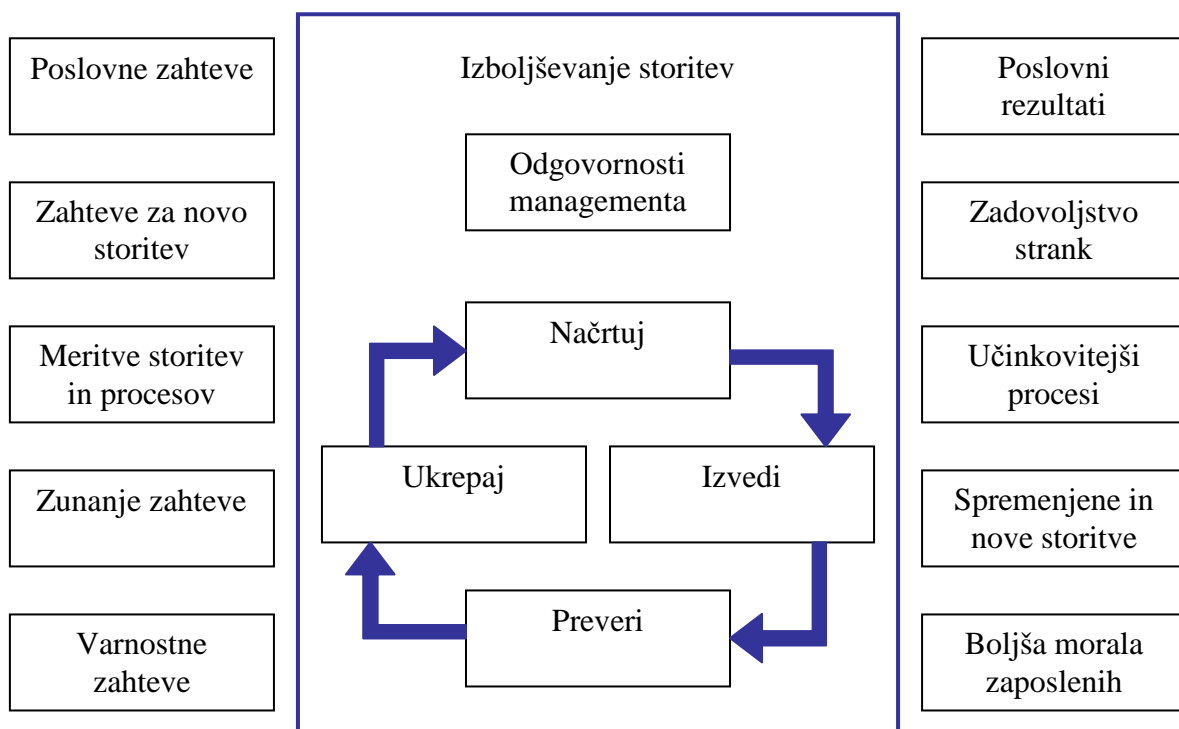 Poslovne zahteve
Zahteve za novo
storitev
Meritve storitev
in procesov
Zunanje zahteve
Varnostne
zahteve
Izboljševanje storitev
Odgovornosti
managementa
Načrtuj
Ukrepaj
Izvedi
Preveri
Poslovni
rezultati
Zadovoljstvo
strank
Učinkovitejši
procesi
Spremenjene in
nove storitve
Boljša morala
zaposlenih